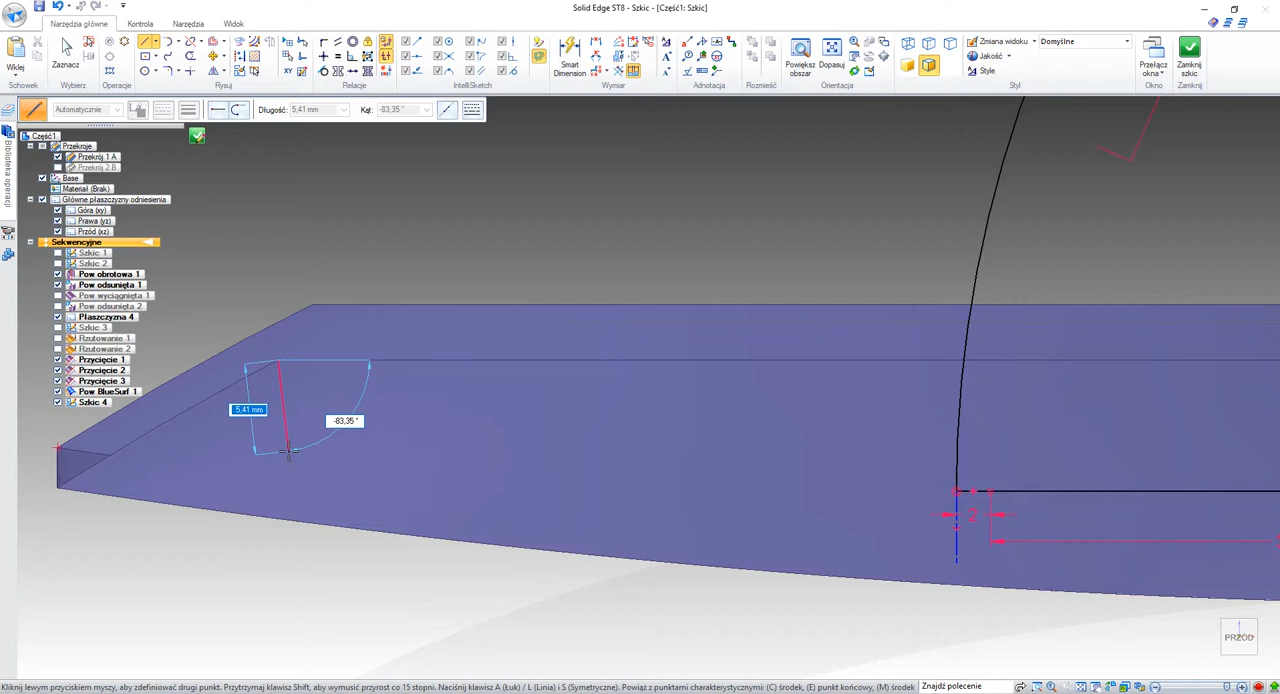 Solid Edge ST8 - Szkic - [Część1: Szkic]
Narzędzia główne Kontrola Narzędzia Widok
Wklej
Zaznacz
Smart
Dimension
Powiększ
obszar
Dopasuj
Zmiana widoku
Domyślne
Jakość
Style
Przełącz
okna
Zamknij
szkic
Schowek Wybierz Operacje Rysuj Relacje IntelliSketch Wymiar Adnotacja Rozmieść Orientacja Styl Okno Zamknij
Automatycznie Długość: 5,41 mm Kąt: -83,35 °
Biblioteka operacji
Część1
Przekroje
Przekrój 1 A
Przekrój 2 B
Base
Materiał (Brak)
Główne płaszczyzny odniesienia
Góra (xy)
Prawa (yz)
Przód (xz)
Sekwencyjne
Szkic 1
Szkic 2
Pow obrotowa 1
Pow odsunięta 1
Pow wyciągnięta 1
Pow odsunięta 2
Płaszczyzna 4
Szkic 3
Rzutowanie 1
Rzutowanie 2
Przycięcie 1
Przycięcie 2
Przycięcie 3
Pow BlueSurf 1
Szkic 4
5,41 mm
-83,35 °
PRZÓD
Kliknij lewym przyciskiem myszy, aby zdefiniować drugi punkt. Przytrzymaj klawisz Shift, aby wymusić przyrost co 15 stopni. Naciśnij klawisz A (Łuk) / L (Linia) i S (Symetryczne). Powiąż z punktami charakterystycznymi: (C) środek, (E) punkt końcowy, (M) środek
Znajdź polecenie